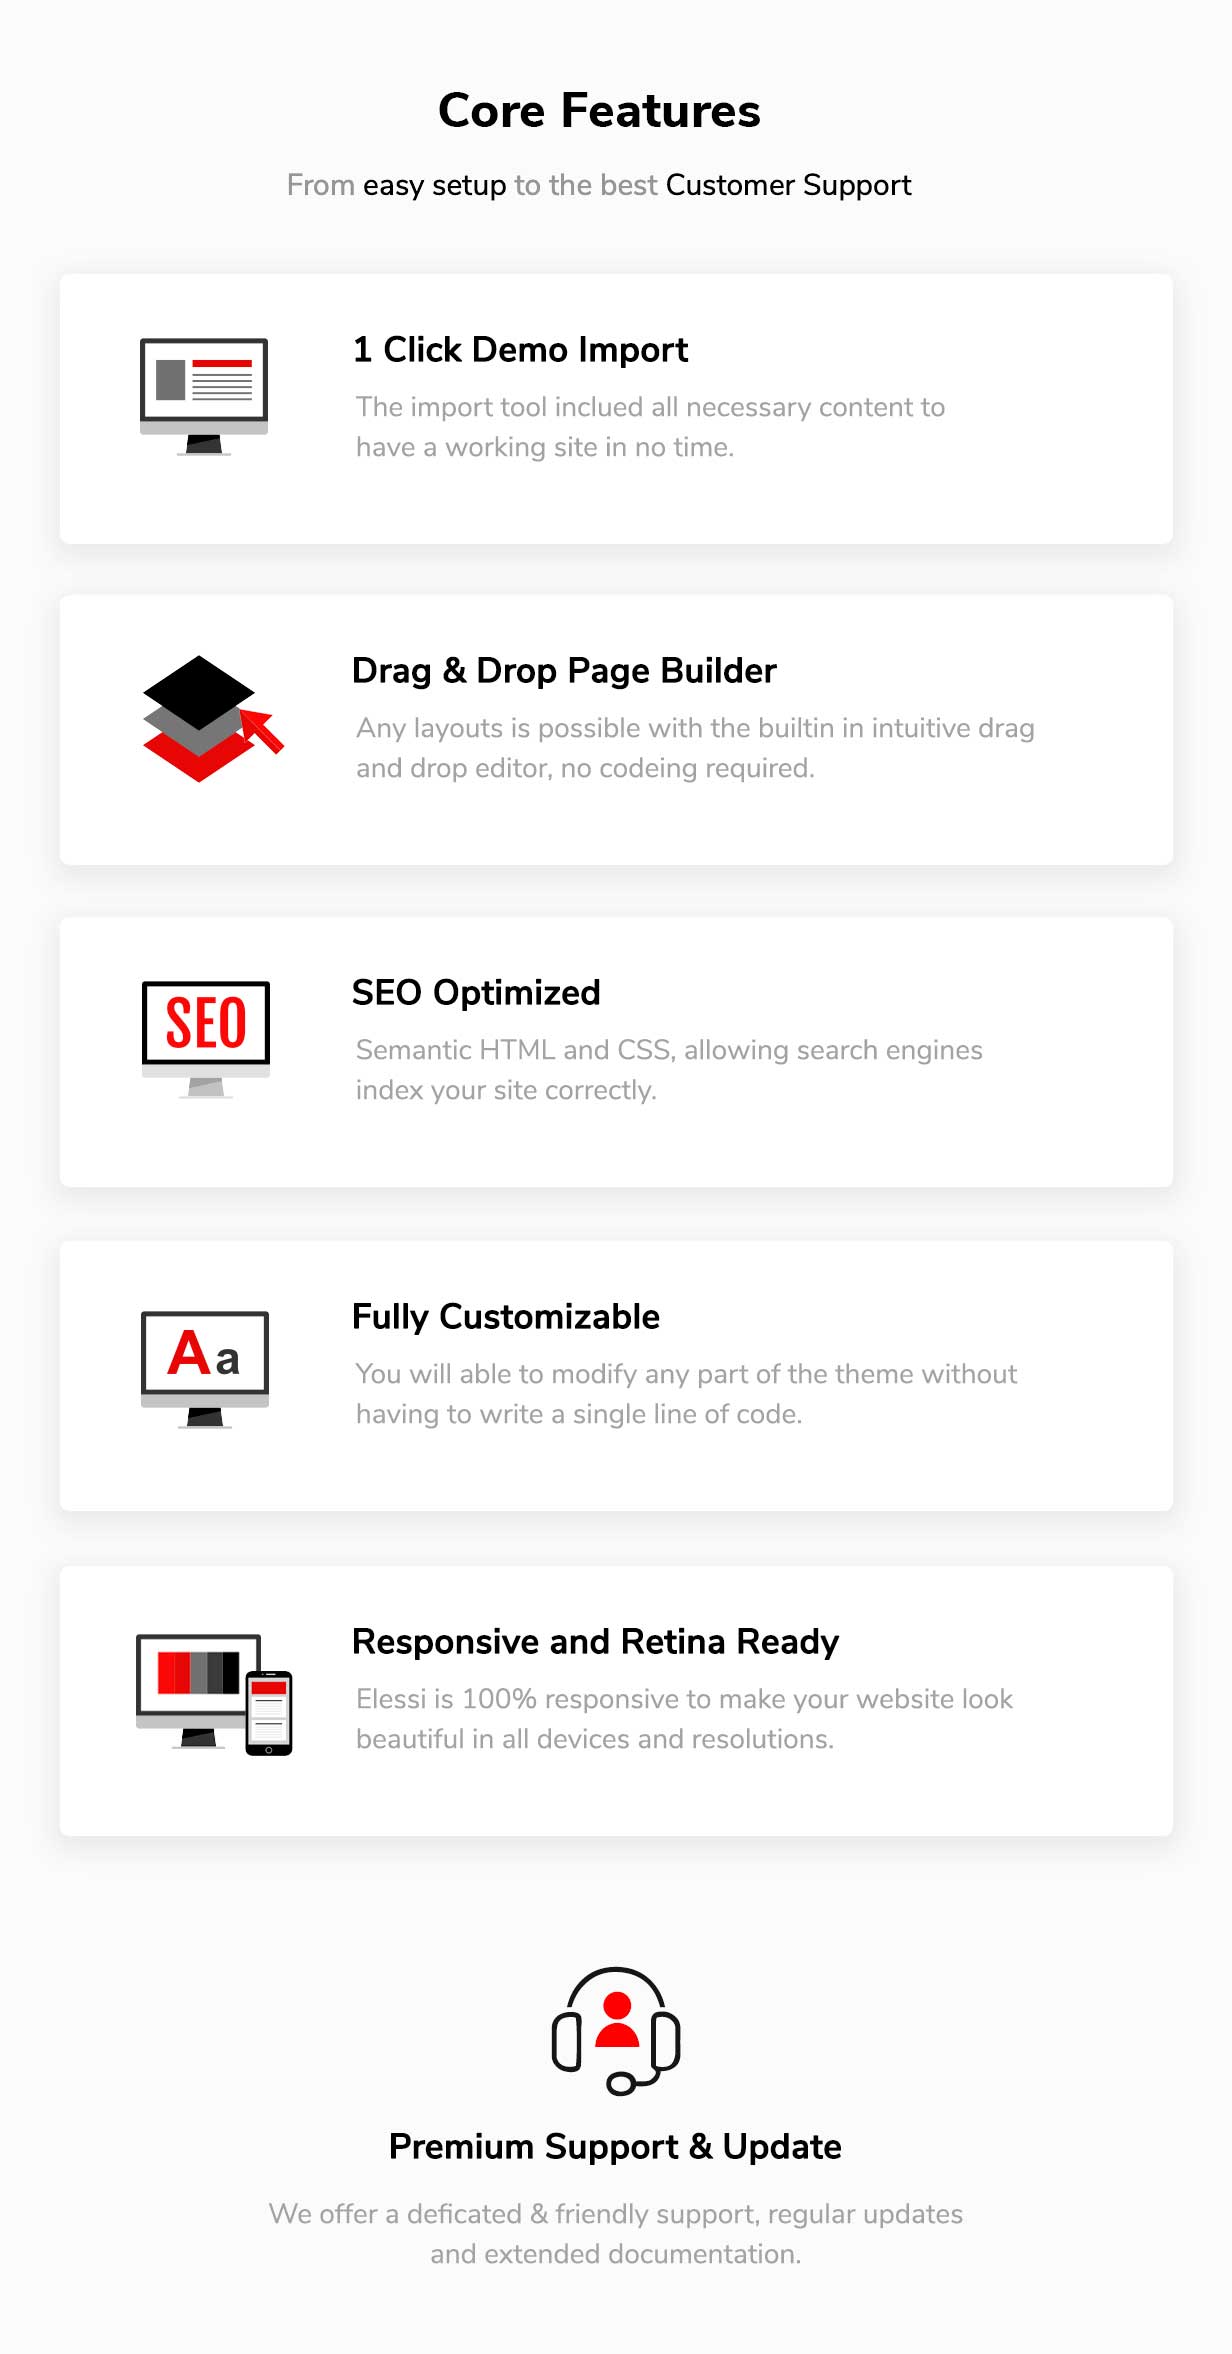 Core Features
From easy setup to the best Customer Support
1 Click Demo Import
The import tool inclued all necessary content to
have a working site in no time.
Drag & Drop Page Builder
Any layouts is possible with the builtin in intuitive drag
and drop editor, no codeing required.
SEO
SEO Optimized
Semantic HTML and CSS, allowing search engines
index your site correctly.
Aa
Fully Customizable
You will able to modify any part of the theme without
having to write a single line of code.
Responsive and Retina Ready
Elessi is 100% responsive to make your website look
beautiful in all devices and resolutions.
Premium Support & Update
We offer a deficated & friendly support, regular updates
and extended documentation.